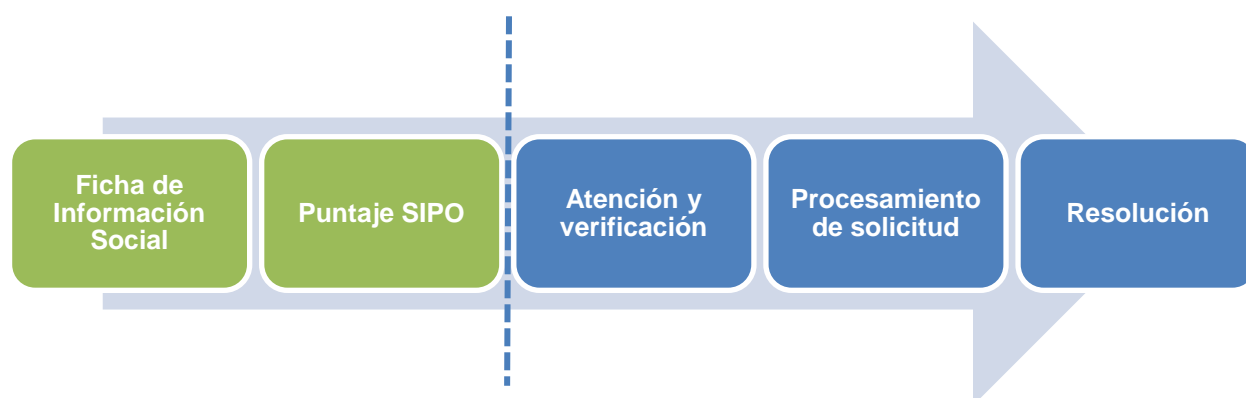 Ficha de
Información
Social
Puntaje SIPO
Atención y
verificación
Procesamiento
de solicitud
Resolución